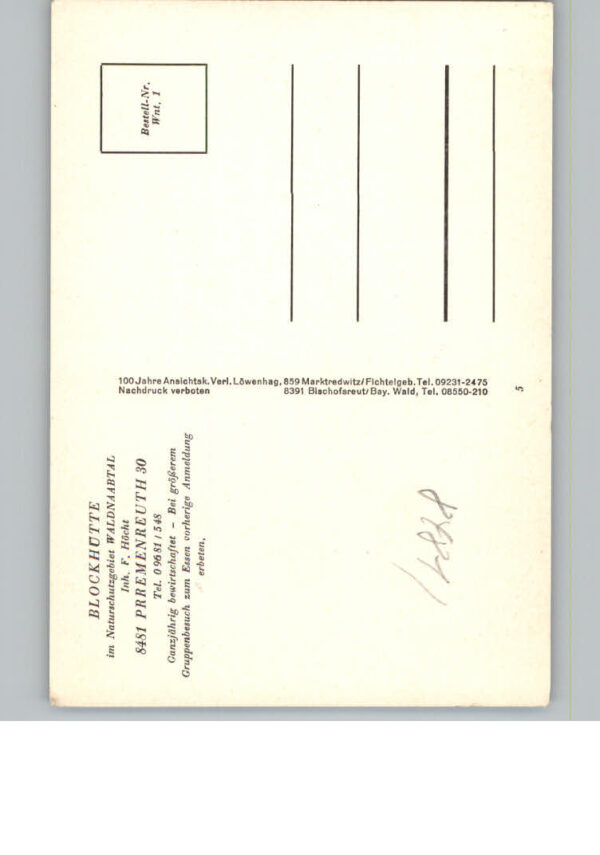 BLOCKHÜTTE
im Naturschutzgebiet WALDNAABTAL
Inh. F. Höcht
8481 PRREMENREUTH 30
Tel. 09681/548
Ganzjährig bewirtschaftet – Bei größerem
Gruppenbesuch zum Essen vorherige Anmeldung
erbeten.
100 Jahre Ansichtsk. Verl. Löwenhag, 859 Marktredwitz/Fichtelgeb. Tel. 09231-2475
Nachdruck verboten 8391 Bischofsreut/Bay. Wald, Tel. 08550-210
Bestell-Nr.
Wnt. 1
5